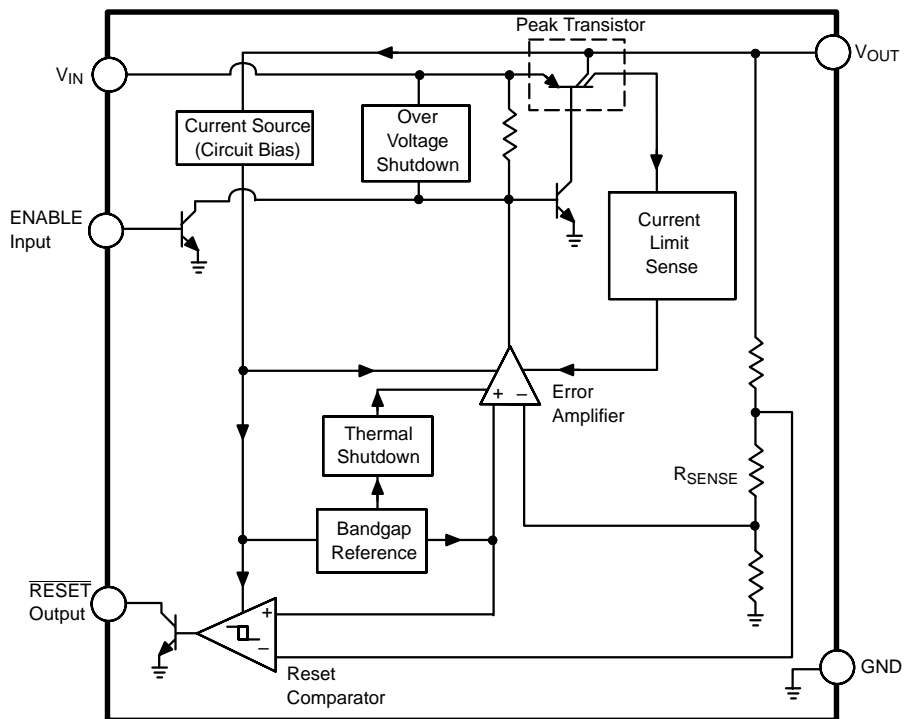 Peak Transistor
VIN
VOUT
Current Source
(Circuit Bias)
Over
Voltage
Shutdown
ENABLE
Input
Current
Limit
Sense
+ −
Error
Amplifier
Thermal
Shutdown
RSENSE
Bandgap
Reference
RESET
Output
+
−
Reset
Comparator
GND